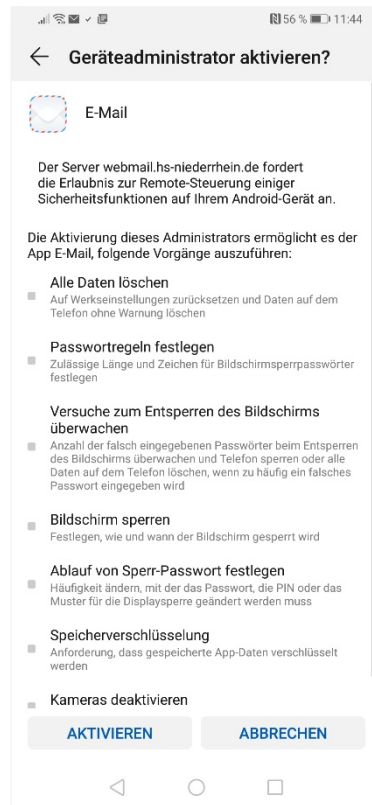 56 % 11:44
Geräteadministrator aktivieren?
E-Mail
Der Server webmail.hs-niederrhein.de fordert
die Erlaubnis zur Remote-Steuerung einiger
Sicherheitsfunktionen auf Ihrem Android-Gerät an.
Die Aktivierung dieses Administrators ermöglicht es der
App E-Mail, folgende Vorgänge auszuführen:
Alle Daten löschen
Auf Werkseinstellungen zurücksetzen und Daten auf dem
Telefon ohne Warnung löschen
Passwortregeln festlegen
Zulässige Länge und Zeichen für Bildschirmsperrpasswörter
festlegen
Versuche zum Entsperren des Bildschirms
überwachen
Anzahl der falsch eingegebenen Passwörter beim Entsperren
des Bildschirms überwachen und Telefon sperren oder alle
Daten auf dem Telefon löschen, wenn zu häufig ein falsches
Passwort eingegeben wird
Bildschirm sperren
Festlegen, wie und wann der Bildschirm gesperrt wird
Ablauf von Sperr-Passwort festlegen
Häufigkeit ändern, mit der das Passwort, die PIN oder das
Muster für die Displaysperre geändert werden muss
Speicherverschlüsselung
Anforderung, dass gespeicherte App-Daten verschlüsselt
werden
Kameras deaktivieren
AKTIVIEREN ABBRECHEN